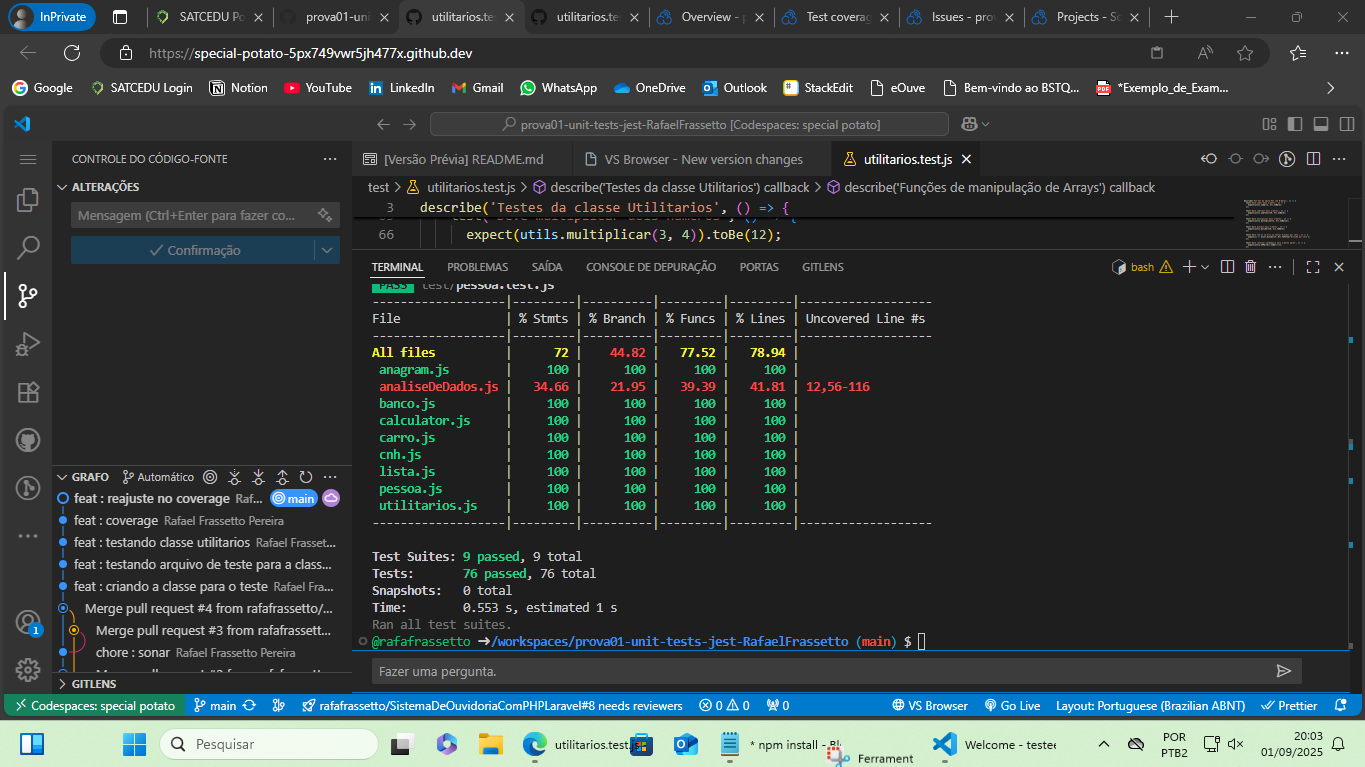 InPrivate
SATCEDU Po
prova01-uni
utilitarios.test
utilitarios.test
Overview - p
Test coverag
Issues - prov
Projects - So
https://special-potato-5px749vwr5jh477x.github.dev
Google
SATCEDU Login
Notion
YouTube
LinkedIn
Gmail
WhatsApp
OneDrive
Outlook
StackEdit
eOuve
Bem-vindo ao BSTQ...
*Exemplo_de_Exam...
prova01-unit-tests-jest-RafaelFrassetto [Codespaces: special potato]
CONTROLE DO CÓDIGO-FONTE
[Versão Prévia] README.md
VS Browser - New version changes
utilitarios.test.js
ALTERAÇÕES
test > utilitarios.test.js > describe('Testes da classe Utilitarios') callback > describe('Funções de manipulação de Arrays') callback
Mensagem (Ctrl+Enter para fazer co...
3 describe('Testes da classe Utilitarios', () => {
66 expect(utils.multiplicar(3, 4)).toBe(12);
Confirmação
TERMINAL
PROBLEMAS
SAÍDA
CONSOLE DE DEPURAÇÃO
PORTAS
GITLENS
bash
PASS test/pessoa.test.js
--------------------|---------|----------|---------|---------|-------------------
File | % Stmts | % Branch | % Funcs | % Lines | Uncovered Line #s
--------------------|---------|----------|---------|---------|-------------------
All files | 72 | 44.82 | 77.52 | 78.94 |
anagram.js | 100 | 100 | 100 | 100 |
analiseDeDados.js | 34.66 | 21.95 | 39.39 | 41.81 | 12,56-116
banco.js | 100 | 100 | 100 | 100 |
calculator.js | 100 | 100 | 100 | 100 |
carro.js | 100 | 100 | 100 | 100 |
cnh.js | 100 | 100 | 100 | 100 |
lista.js | 100 | 100 | 100 | 100 |
pessoa.js | 100 | 100 | 100 | 100 |
utilitarios.js | 100 | 100 | 100 | 100 |
--------------------|---------|----------|---------|---------|-------------------
Test Suites: 9 passed, 9 total
Tests: 76 passed, 76 total
Snapshots: 0 total
Time: 0.553 s, estimated 1 s
Ran all test suites.
@rafafrassetto ➜/workspaces/prova01-unit-tests-jest-RafaelFrassetto (main) $
GRAFO
Automático
feat : reajuste no coverage Raf... main
feat : coverage Rafael Frassetto Pereira
feat : testando classe utilitarios Rafael Frasset...
feat : testando arquivo de teste para a class...
feat : criando a classe para o teste Rafael Fra...
Merge pull request #4 from rafafrassetto/...
Merge pull request #3 from rafafrassett...
chore : sonar Rafael Frassetto Pereira
GITLENS
Fazer uma pergunta.
1
Codespaces: special potato
main
rafafrassetto/SistemaDeOuvidoriaComPHPLaravel#8 needs reviewers
0
0
0
VS Browser
Go Live
Layout: Portuguese (Brazilian ABNT)
Prettier
Pesquisar
utilitarios.test.j
* npm install - Bl
Ferrament
Welcome - testee
POR
PTB2
20:03
01/09/2025